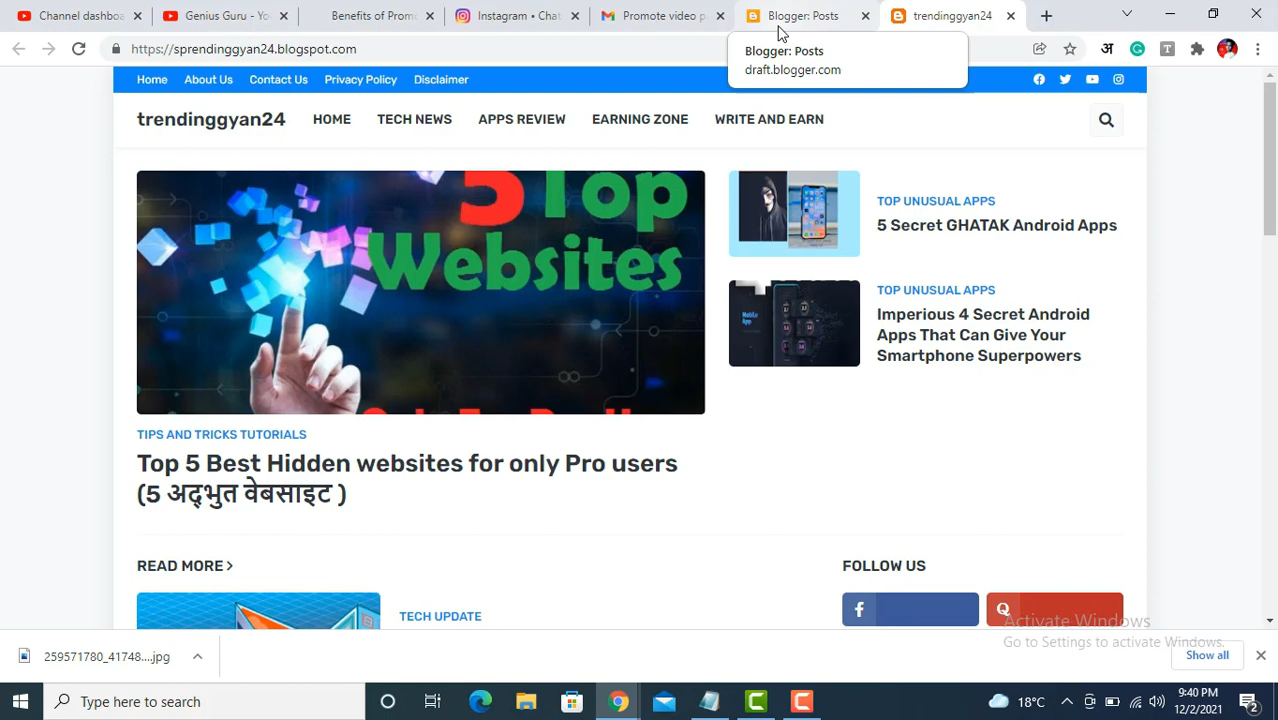 Channel dashboa
Genius Guru - Yo
Benefits of Prom
Instagram • Chat
Promote video p
Blogger: Posts
trendinggyan24
https://sprendinggyan24.blogspot.com
अ
T
Blogger: Posts
draft.blogger.com
Home
About Us
Contact Us
Privacy Policy
Disclaimer
trendinggyan24
HOME
TECH NEWS
APPS REVIEW
EARNING ZONE
WRITE AND EARN
5 Top
Websites
TOP UNUSUAL APPS
5 Secret GHATAK Android Apps
Mobile
App
TOP UNUSUAL APPS
Imperious 4 Secret Android
Apps That Can Give Your
Smartphone Superpowers
TIPS AND TRICKS TUTORIALS
Top 5 Best Hidden websites for only Pro users
(5 अद्भुत वेबसाइट )
READ MORE >
FOLLOW US
TECH UPDATE
Activate Windows
Go to Settings to activate Windows.
259571780_41748....jpg
Show all
Type here to search
18°C
9:40 PM
12/2/2021
2